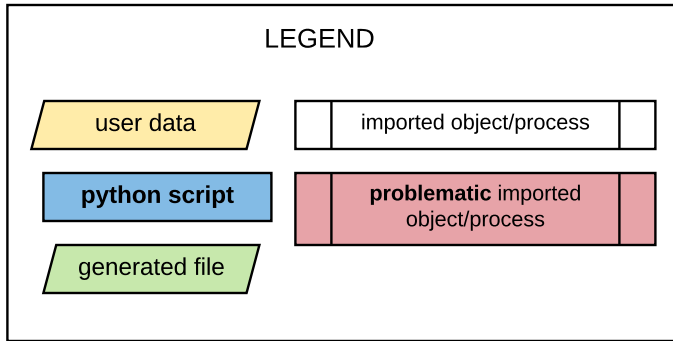 LEGEND
user data
imported object/process
python script
problematic imported
object/process
generated file